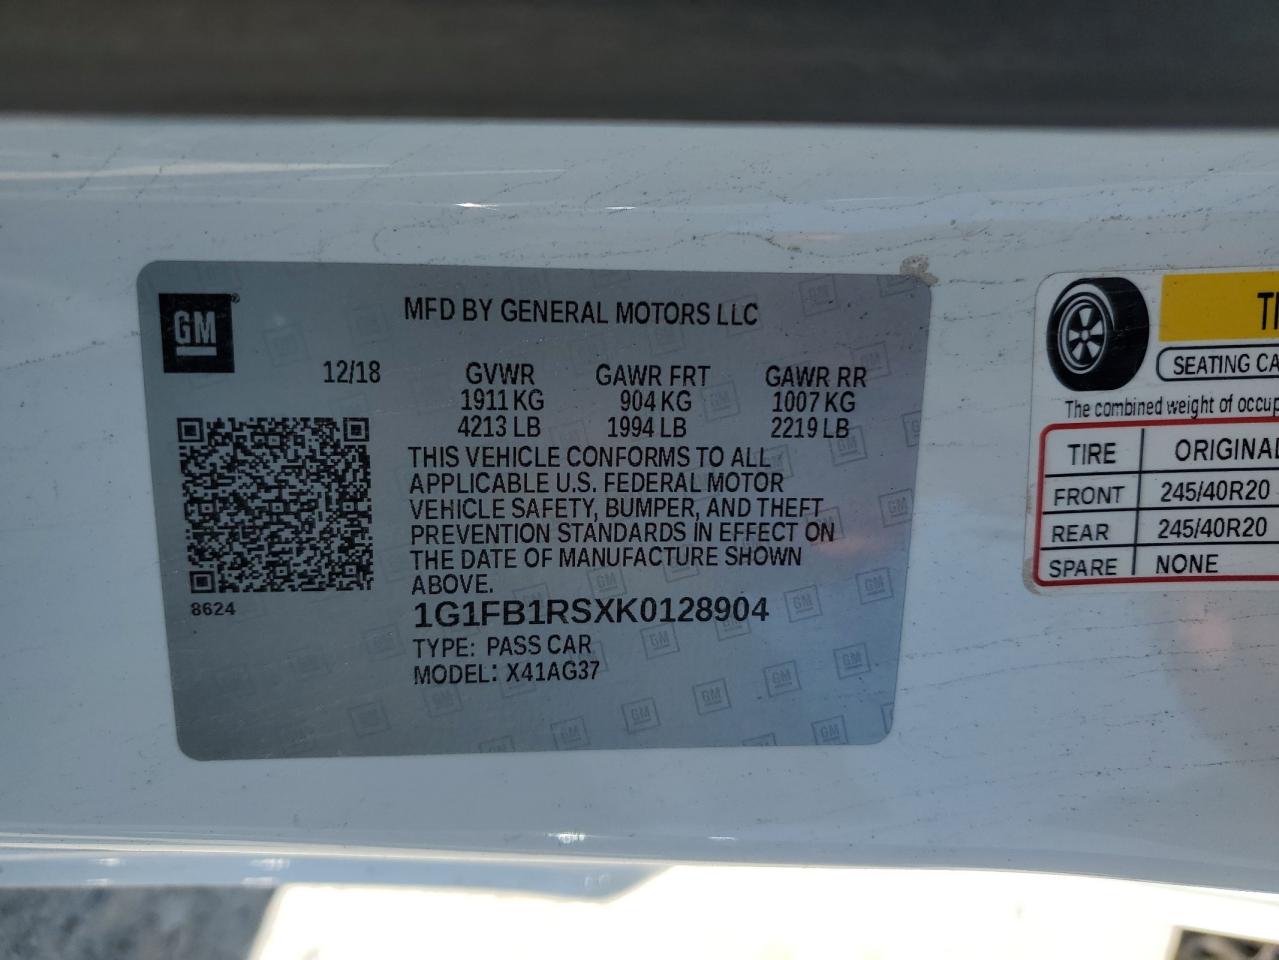 GM
MFD BY GENERAL MOTORS LLC
12/18 GVWR GAWR FRT GAWR RR
1911 KG 904 KG 1007 KG
4213 LB 1994 LB 2219 LB
THIS VEHICLE CONFORMS TO ALL
APPLICABLE U.S. FEDERAL MOTOR
VEHICLE SAFETY, BUMPER, AND THEFT
PREVENTION STANDARDS IN EFFECT ON
THE DATE OF MANUFACTURE SHOWN
ABOVE.
8624
1G1FB1RSXK0128904
TYPE: PASS CAR
MODEL: X41AG37
SEATING
The combined weight of
TIRE ORIGINAL
FRONT 245/40R20
REAR 245/40R20
SPARE NONE